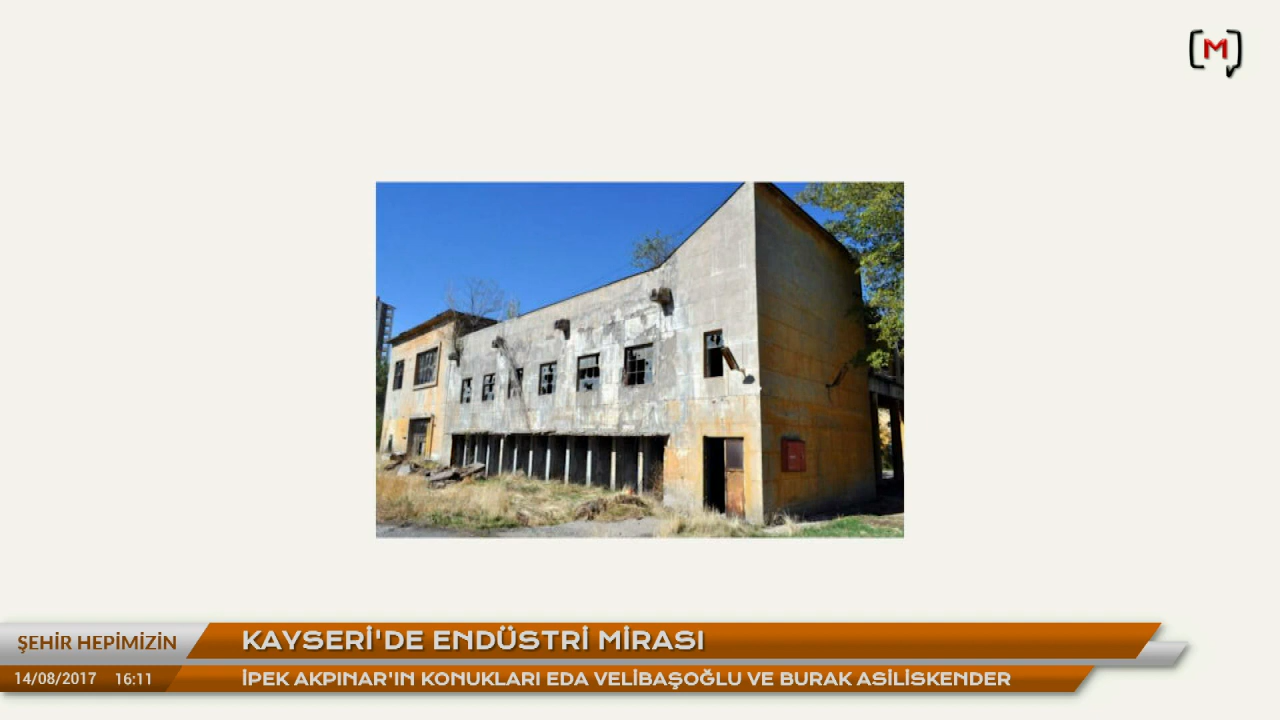 [M]
ŞEHİR HEPİMİZİN
KAYSERİ'DE ENDÜSTRİ MİRASI
14/08/2017 16:11
İPEK AKPINAR'IN KONUKLARI EDA VELİBAŞOĞLU VE BURAK ASİLİSKENDER